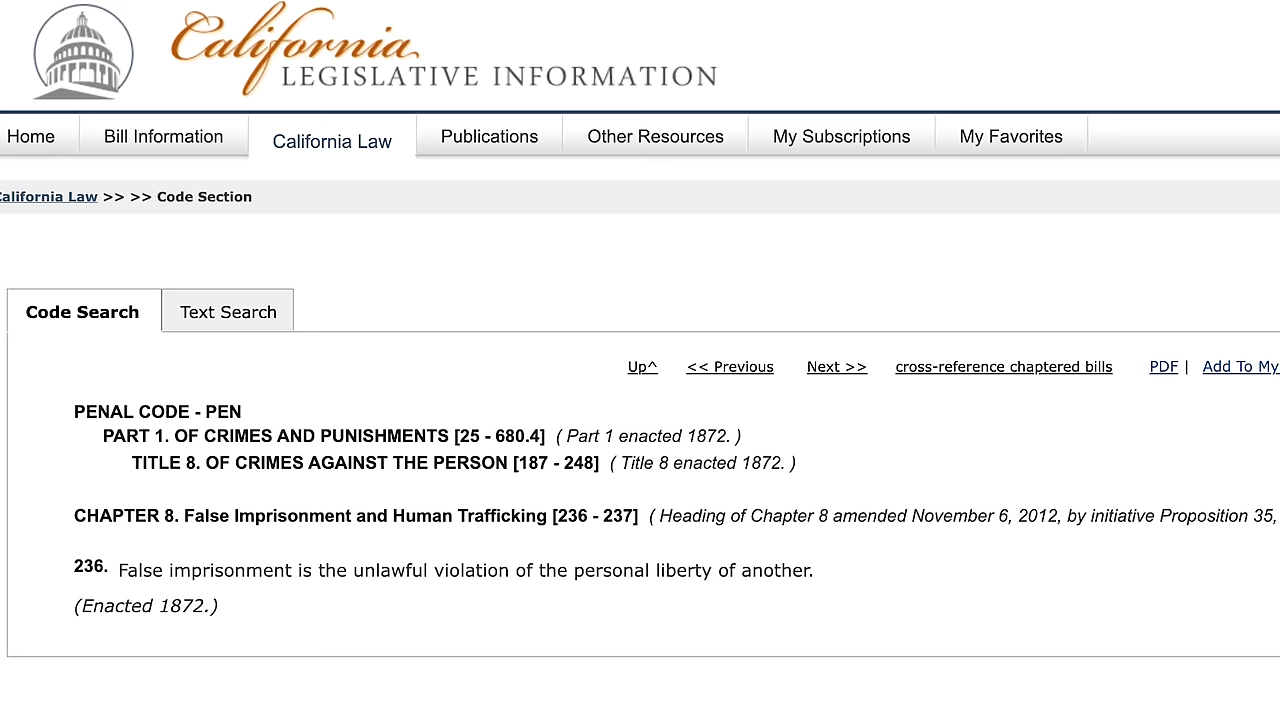 California
LEGISLATIVE INFORMATION
Home Bill Information California Law Publications Other Resources My Subscriptions My Favorites
California Law >> >> Code Section
Code Search Text Search
Up^ << Previous Next >> cross-reference chaptered bills PDF | Add To My
PENAL CODE - PEN
PART 1. OF CRIMES AND PUNISHMENTS [25 - 680.4] ( Part 1 enacted 1872. )
TITLE 8. OF CRIMES AGAINST THE PERSON [187 - 248] ( Title 8 enacted 1872. )
CHAPTER 8. False Imprisonment and Human Trafficking [236 - 237] ( Heading of Chapter 8 amended November 6, 2012, by initiative Proposition 35,
236. False imprisonment is the unlawful violation of the personal liberty of another.
(Enacted 1872.)